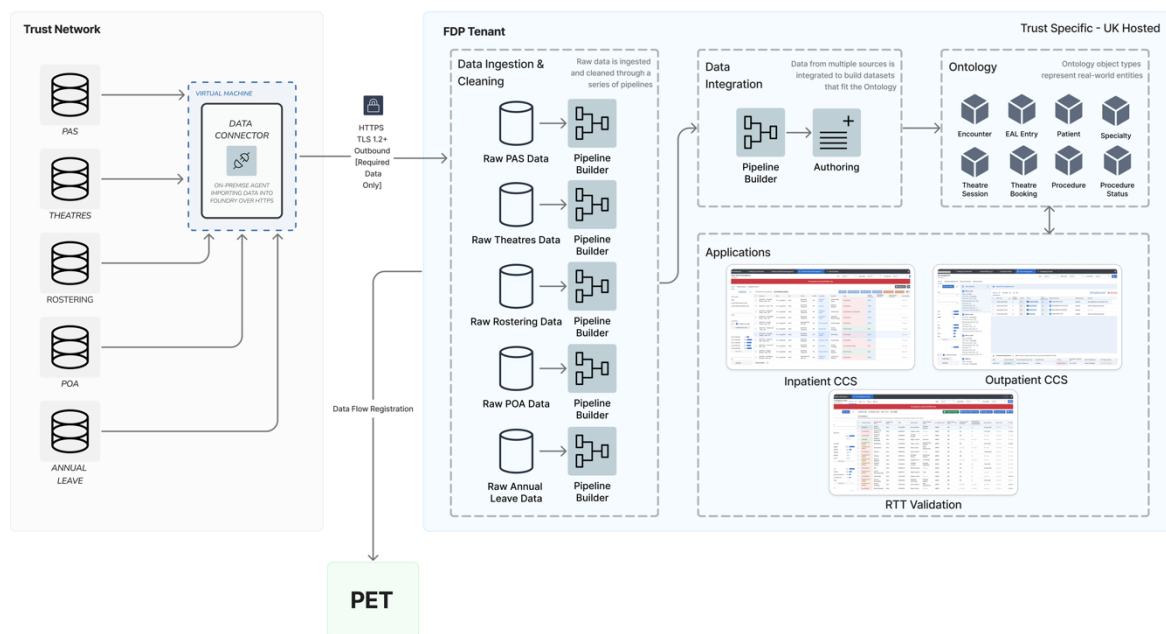 Trust Network
PAS
THEATRES
ROSTERING
POA
ANNUAL
LEAVE
VIRTUAL MACHINE
DATA
CONNECTOR
ON-PREMISE AGENT
IMPORTING DATA INTO
FOUNDRY OVER HTTPS
HTTPS
TLS 1.2+
Outbound
[Required
Data
Only]
Data Flow Registration
PET
FDP Tenant
Trust Specific - UK Hosted
Data Ingestion &
Cleaning
Raw data is ingested
and cleaned through a
series of pipelines
Raw PAS Data
Pipeline
Builder
Raw Theatres Data
Pipeline
Builder
Raw Rostering Data
Pipeline
Builder
Raw POA Data
Pipeline
Builder
Raw Annual
Leave Data
Pipeline
Builder
Data
Integration
Data from multiple sources is
integrated to build datasets
that fit the Ontology
Pipeline
Builder
Authoring
Ontology
Ontology object types
represent real-world entities
Encounter
EAL Entry
Patient
Specialty
Theatre
Session
Theatre
Booking
Procedure
Procedure
Status
Applications
Inpatient CCS
Outpatient CCS
RTT Validation